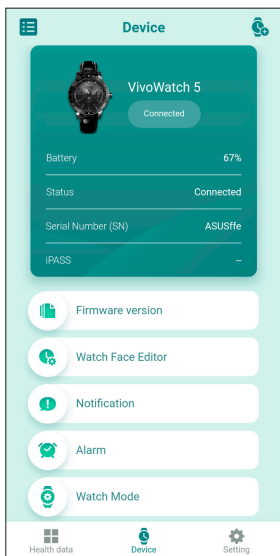 Device
VivoWatch 5
Connected
Battery 67%
Status Connected
Serial Number (SN) ASUSffe
iPASS --
Firmware version
Watch Face Editor
Notification
Alarm
Watch Mode
Health data Device Setting